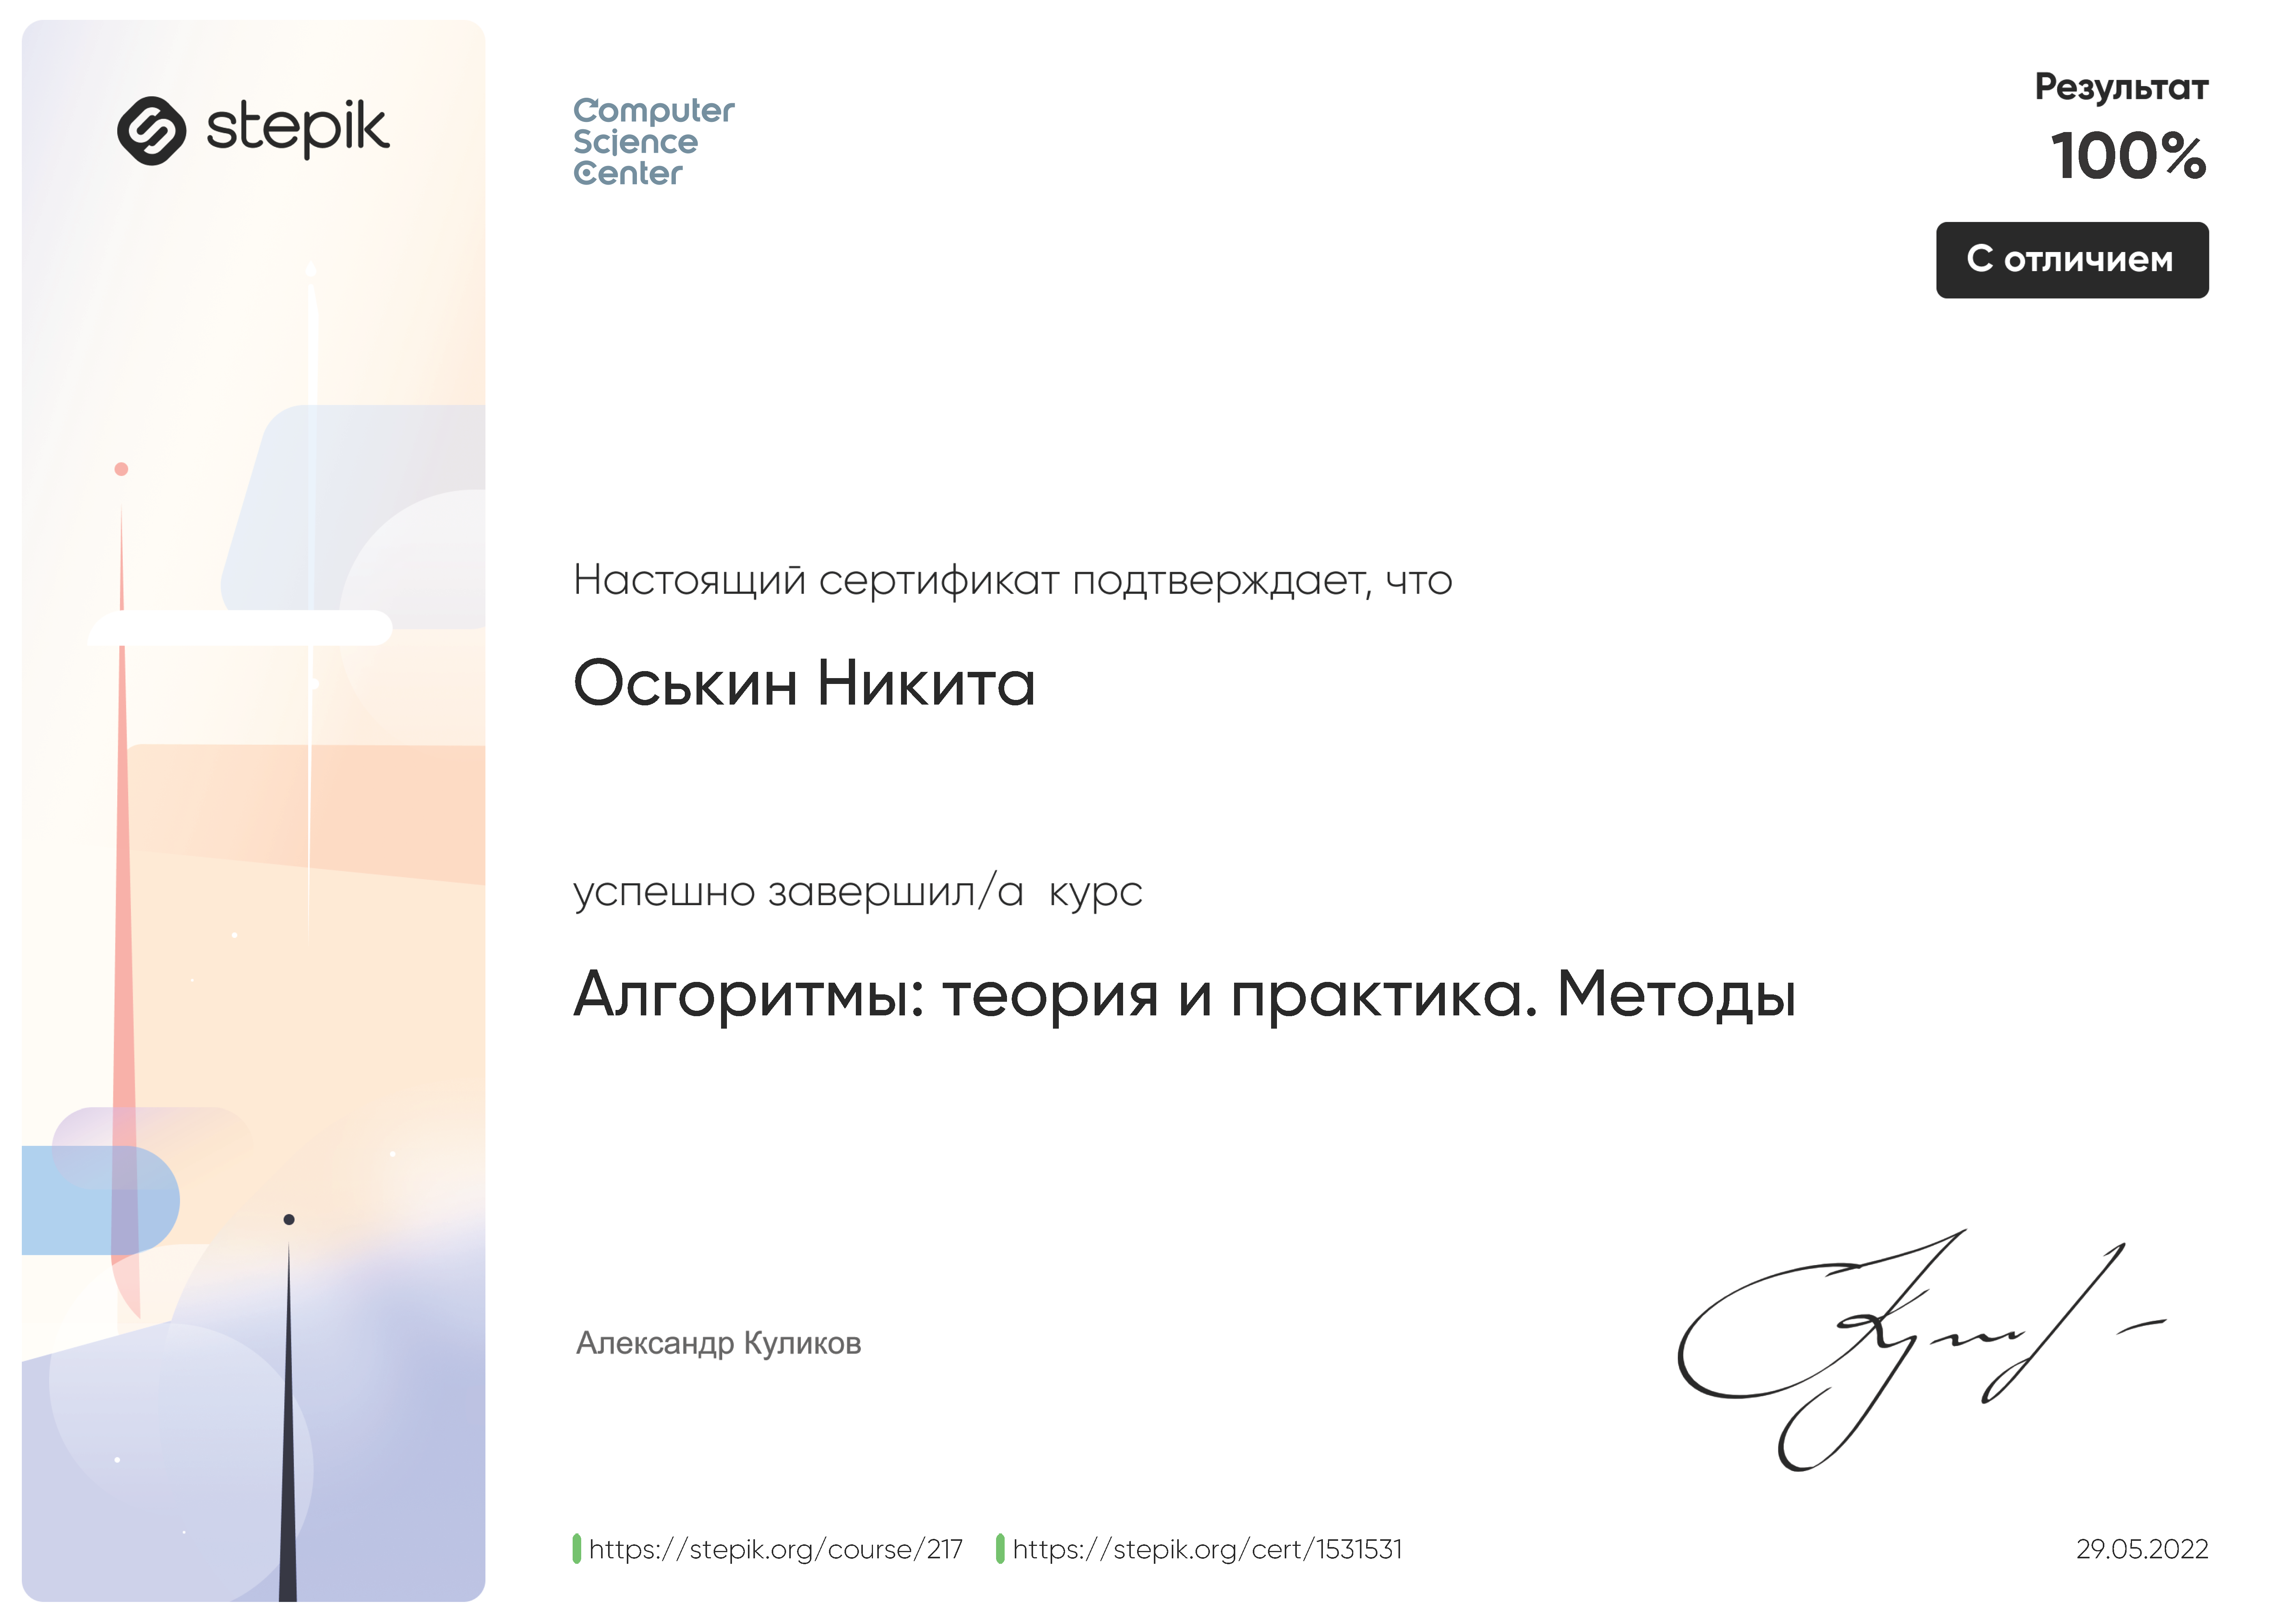 stepik
Computer
Science
Center
Результат
100%
С отличием
Настоящий сертификат подтверждает, что
Оськин Никита
успешно завершил/а курс
Алгоритмы: теория и практика. Методы
Александр Куликов
https://stepik.org/course/217 https://stepik.org/cert/1531531 29.05.2022